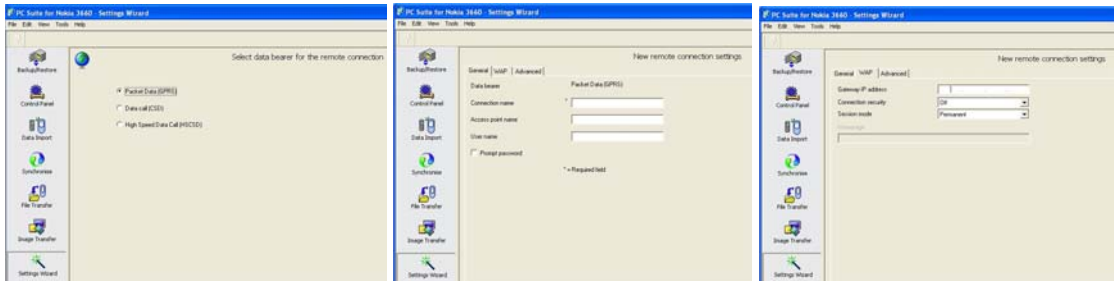 PC Suite for Nokia 3660 - Settings Wizard
File Edit View Tools Help
Select data bearer for the remote connection
Backup/Restore
Control Panel
Data Import
Synchronise
File Transfer
Image Transfer
Settings Wizard
Packet Data (GPRS)
Data call (CSD)
High Speed Data Call (HSCSD)
PC Suite for Nokia 3660 - Settings Wizard
File Edit View Tools Help
New remote connection settings
Backup/Restore
Control Panel
Data Import
Synchronise
File Transfer
Image Transfer
Settings Wizard
General WAP Advanced
Data bearer Packet Data (GPRS)
Connection name *
Access point name
User name
Prompt password
* = Required field
PC Suite for Nokia 3660 - Settings Wizard
File Edit View Tools Help
New remote connection settings
Backup/Restore
Control Panel
Data Import
Synchronise
File Transfer
Image Transfer
Settings Wizard
General WAP Advanced
Gateway IP address
Connection security Off
Session mode Permanent
Homepage